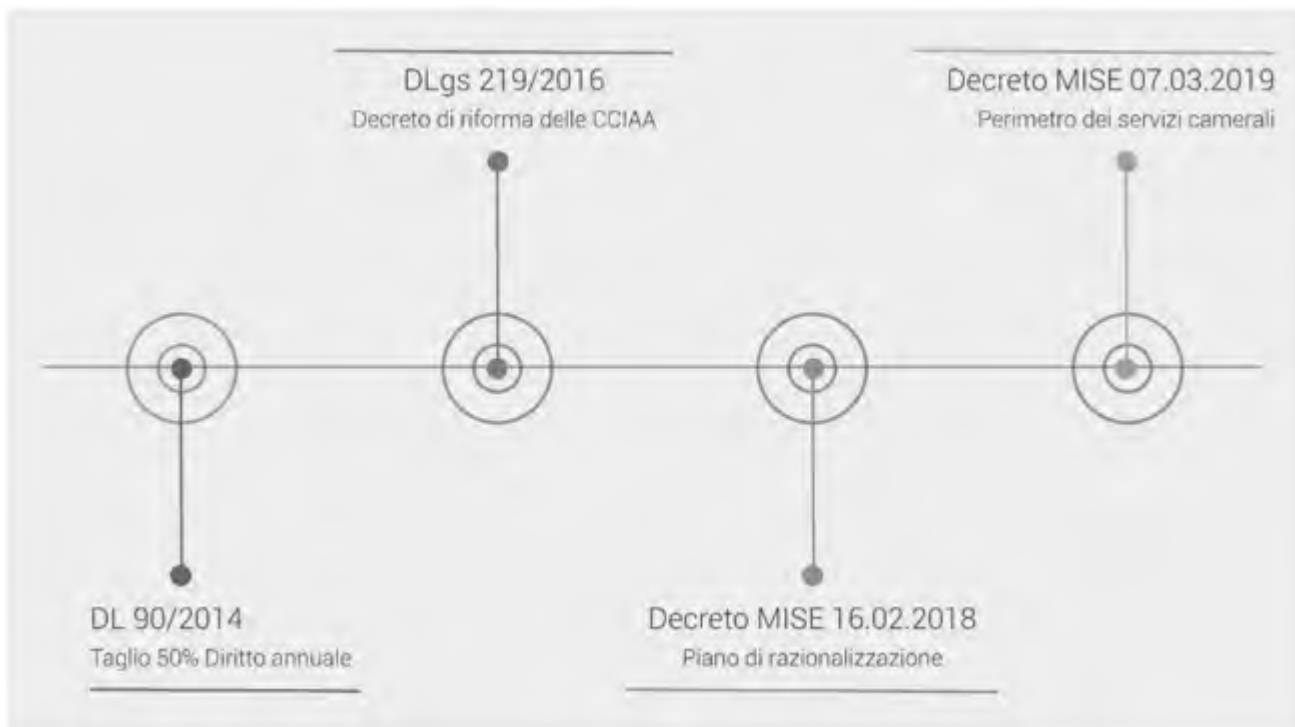 DLgs 219/2016
Decreto di riforma delle CCIAA
Decreto MISE 07.03.2019
Perimetro dei servizi camerali
DL 90/2014
Taglio 50% Diritto annuale
Decreto MISE 16.02.2018
Piano di razionalizzazione